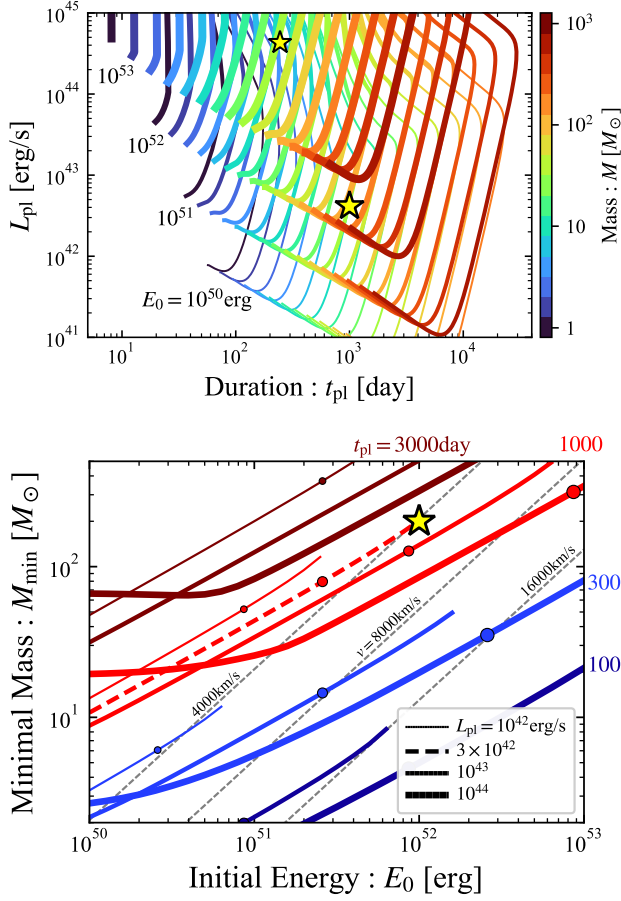 10^45
10^44
10^43
10^42
10^41
L_pl [erg/s]
10^53
10^52
10^51
E_0 = 10^50 erg
10^1
10^2
10^3
10^4
Duration : t_pl [day]
10^3
10^2
10
1
Mass : M [M_⊙]
t_pl = 3000day
1000
300
100
10^2
10^1
Minimal Mass : M_min [M_⊙]
4000km/s
v = 8000km/s
16000km/s
L_pl = 10^42 erg/s
3 × 10^42
10^43
10^44
10^50
10^51
10^52
10^53
Initial Energy : E_0 [erg]